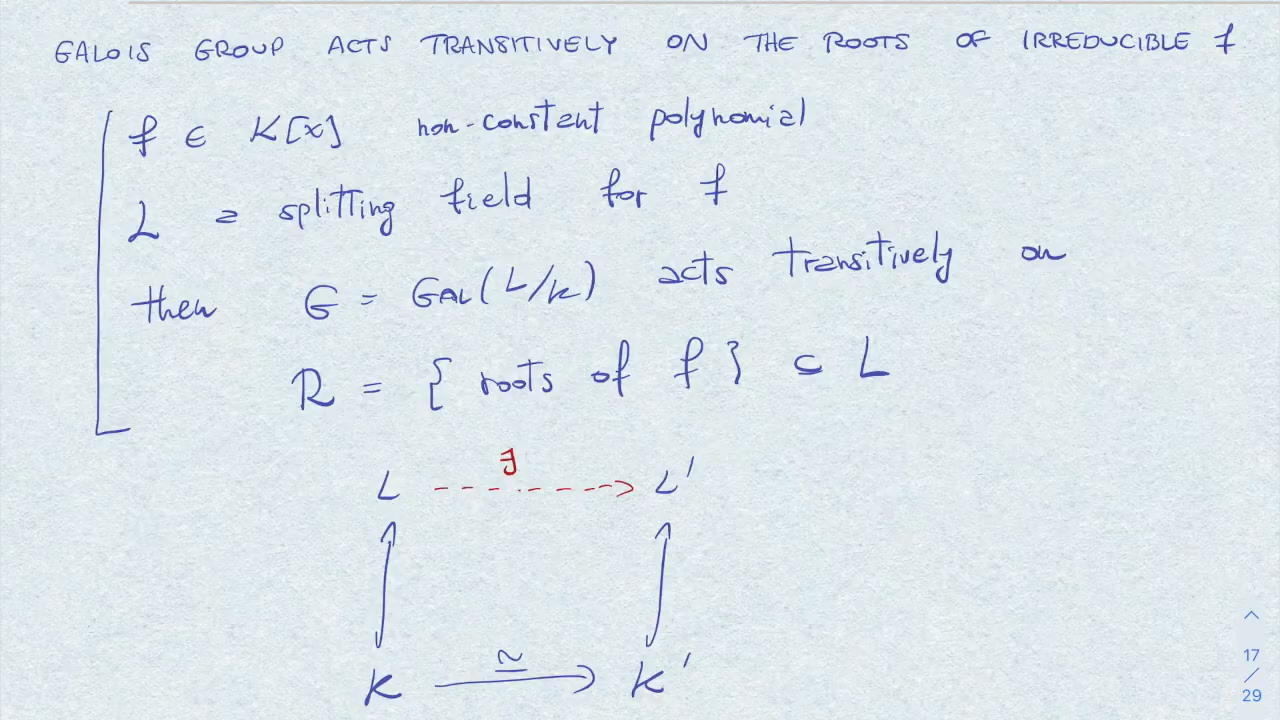 GALOIS GROUP ACTS TRANSITIVELY ON THE ROOTS OF IRREDUCIBLE f
f ∈ K[x] non-constant polynomial
L = splitting field for f
then G = GAL(L/K) acts transitively on
R = { roots of f } ⊂ L
∃
L L'
≃
K K'
17
/
29